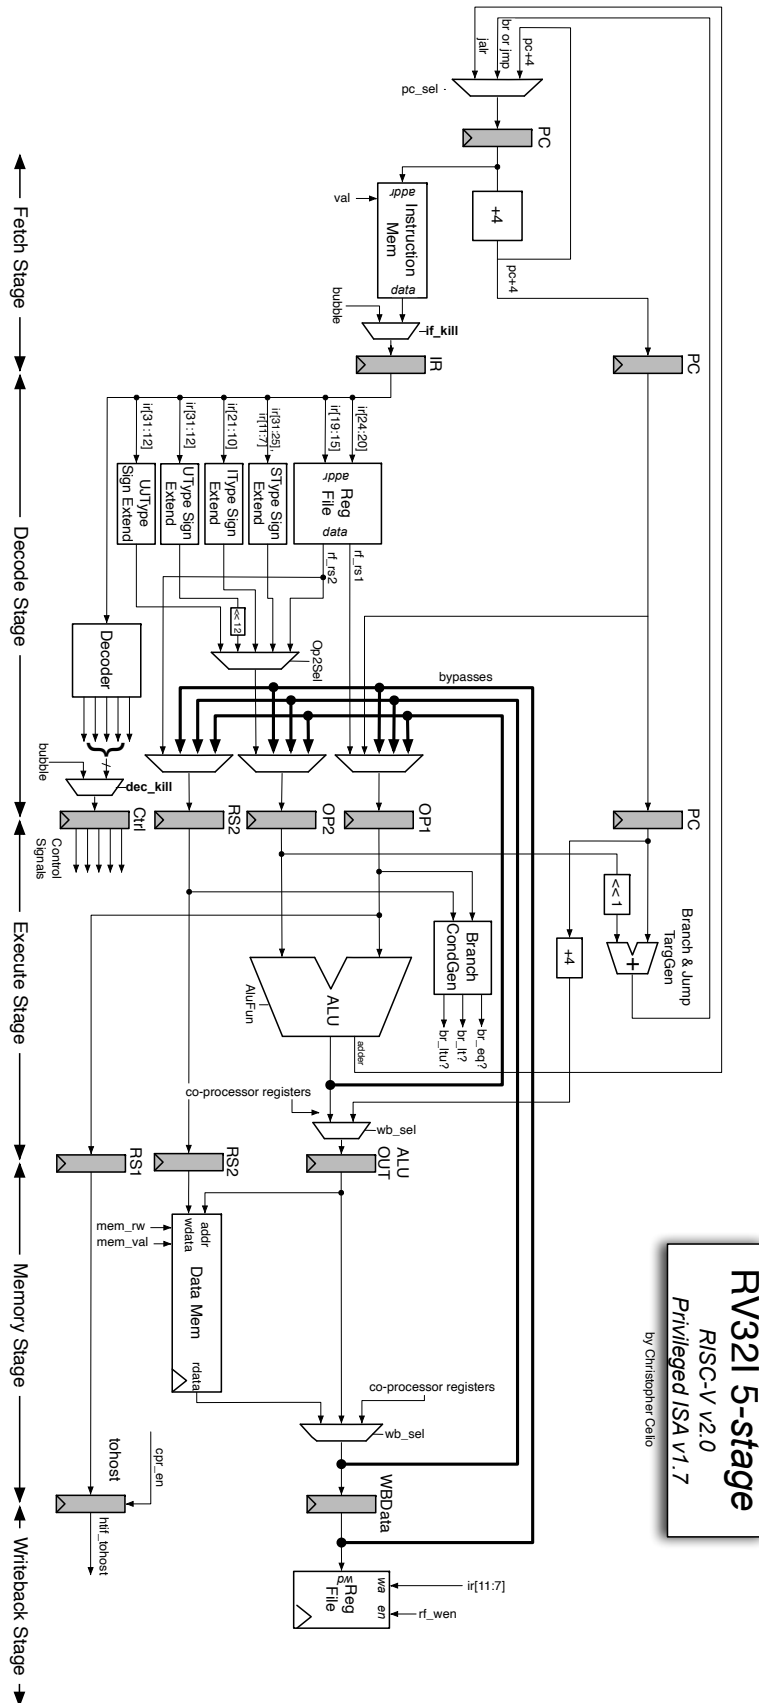 RV32I 5-stage
RISC-V v2.0
Privileged ISA v1.7
by Christopher Celio
pc+4
br or jmp
jalr
pc_sel
PC
+4
pc+4
val
addr
Instruction
Mem
data
bubble
if_kill
IR
PC
Fetch Stage
ir[24:20]
ir[19:15]
ir[31:25],
ir[11:7]
ir[21:10]
ir[31:12]
ir[31:12]
addr
Reg
File
data
SType Sign
Extend
IType Sign
Extend
UType Sign
Extend
UJType
Sign Extend
rf_rs1
rf_rs2
<< 12
Op2Sel
Decoder
bypasses
bubble
dec_kill
Decode Stage
Ctrl
RS2
OP2
OP1
PC
Control
Signals
<< 1
+
Branch & Jump
TargGen
+4
Branch
CondGen
br_eq?
br_lt?
br_ltu?
ALU
AluFun
adder
co-processor registers
wb_sel
Execute Stage
RS1
RS2
ALU
OUT
mem_rw
mem_val
addr
wdata
Data Mem
rdata
co-processor registers
wb_sel
Memory Stage
cpr_en
tohost
htif_tohost
WBData
wa
en
wd
Reg
File
ir[11:7]
rf_wen
Writeback Stage